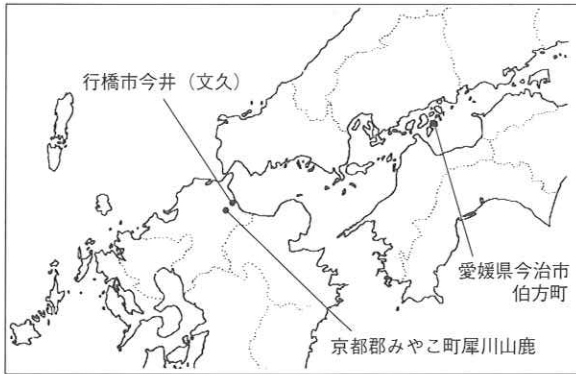 行橋市今井（文久）
愛媛県今治市
伯方町
京都郡みやこ町犀川山鹿